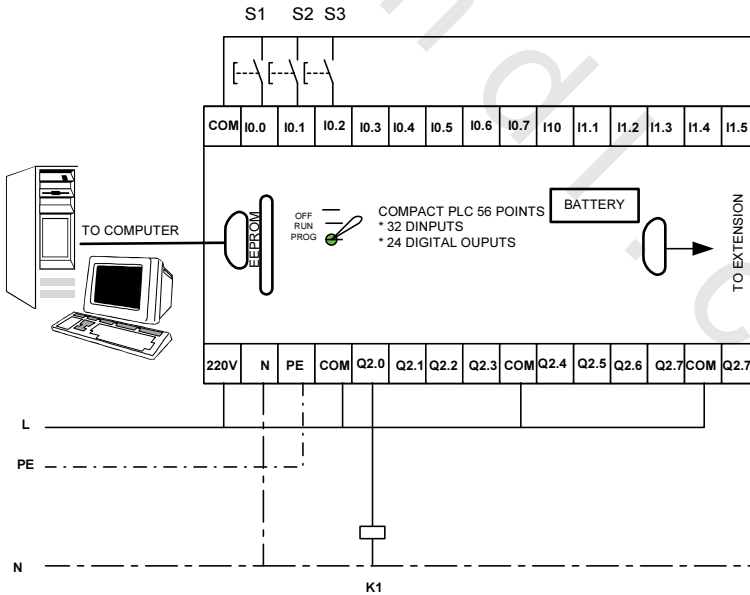 S1 S2 S3
COM I0.0 I0.1 I0.2 I0.3 I0.4 I0.5 I0.6 I0.7 I10 I1.1 I1.2 I1.3 I1.4 I1.5
TO COMPUTER
EEPROM
OFF
RUN
PROG
COMPACT PLC 56 POINTS
* 32 DINPUTS
* 24 DIGITAL OUPUTS
BATTERY
TO EXTENSION
220V N PE COM Q2.0 Q2.1 Q2.2 Q2.3 COM Q2.4 Q2.5 Q2.6 Q2.7 COM Q2.7
L
PE
N
K1